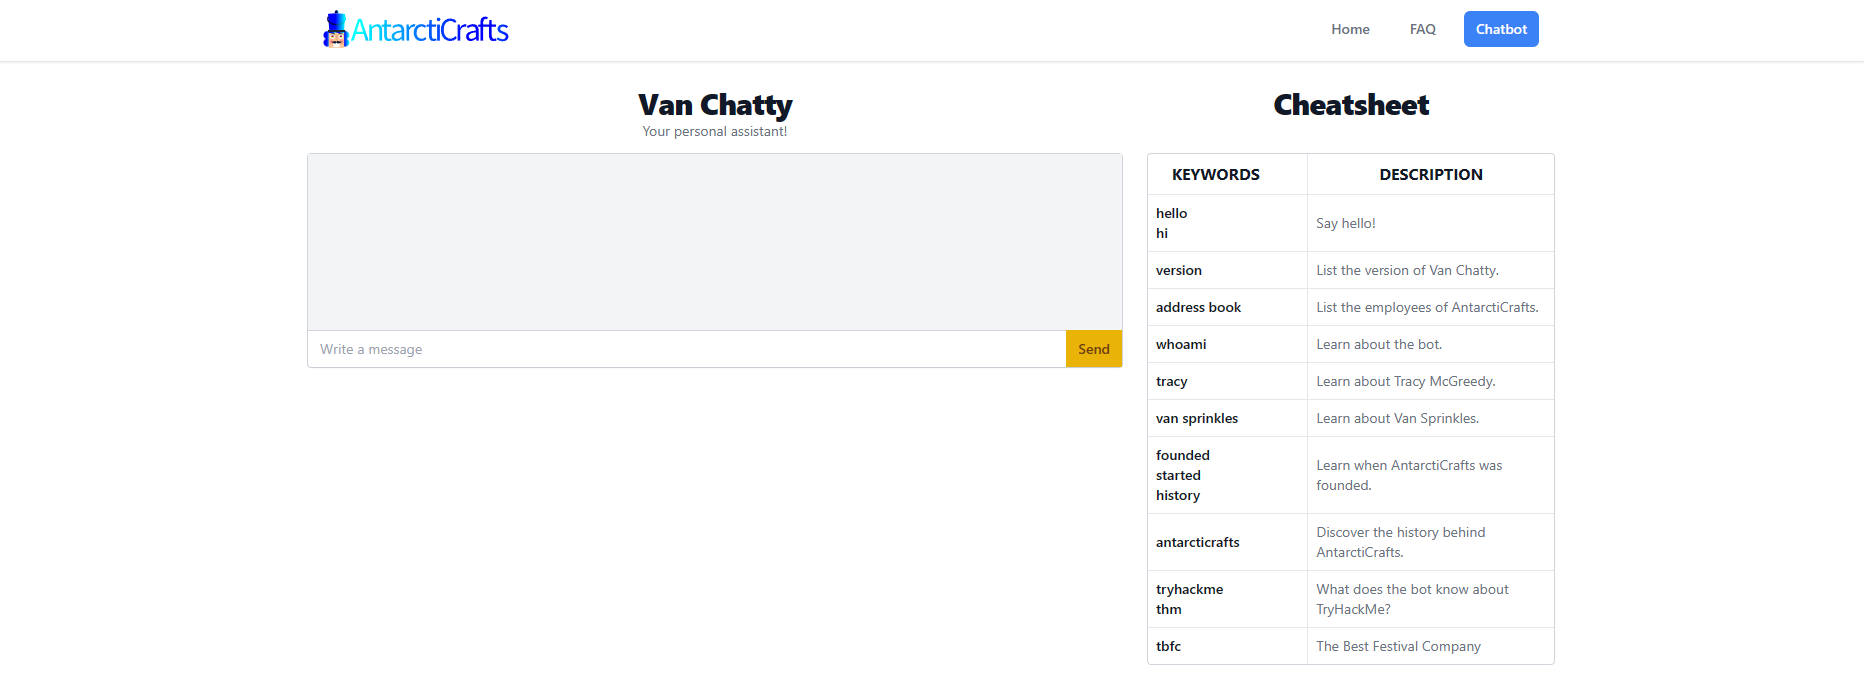 AntarctiCrafts
Home
FAQ
Chatbot
Van Chatty
Your personal assistant!
Write a message
Send
Cheatsheet
KEYWORDS DESCRIPTION
hello
hi
Say hello!
version
List the version of Van Chatty.
address book
List the employees of AntarctiCrafts.
whoami
Learn about the bot.
tracy
Learn about Tracy McGreedy.
van sprinkles
Learn about Van Sprinkles.
founded
started
history
Learn when AntarctiCrafts was
founded.
antarcticrafts
Discover the history behind
AntarctiCrafts.
tryhackme
thm
What does the bot know about
TryHackMe?
tbfc
The Best Festival Company